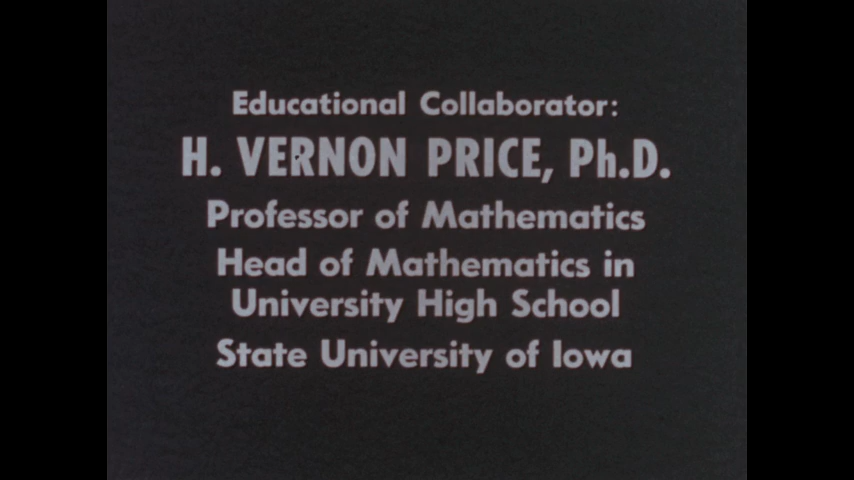 Educational Collaborator:
H. VERNON PRICE, Ph.D.
Professor of Mathematics
Head of Mathematics in
University High School
State University of Iowa